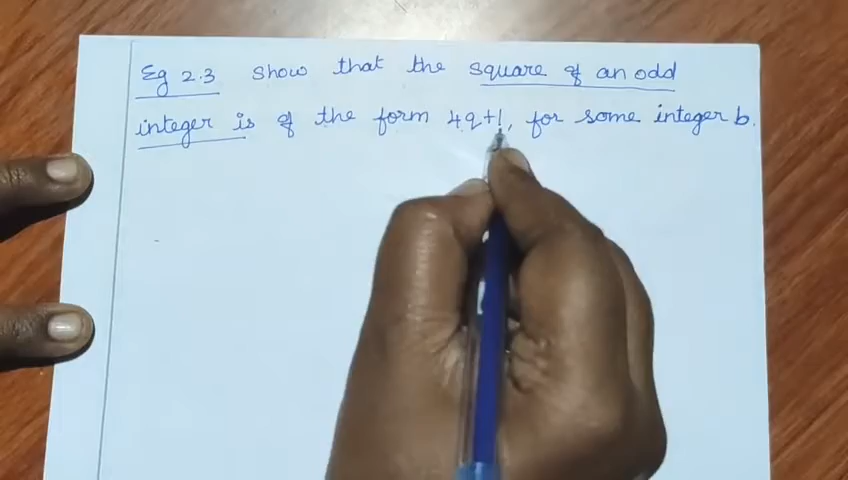 Eg 2.3 show that the square of an odd
integer is of the form 4q+1, for some integer b.